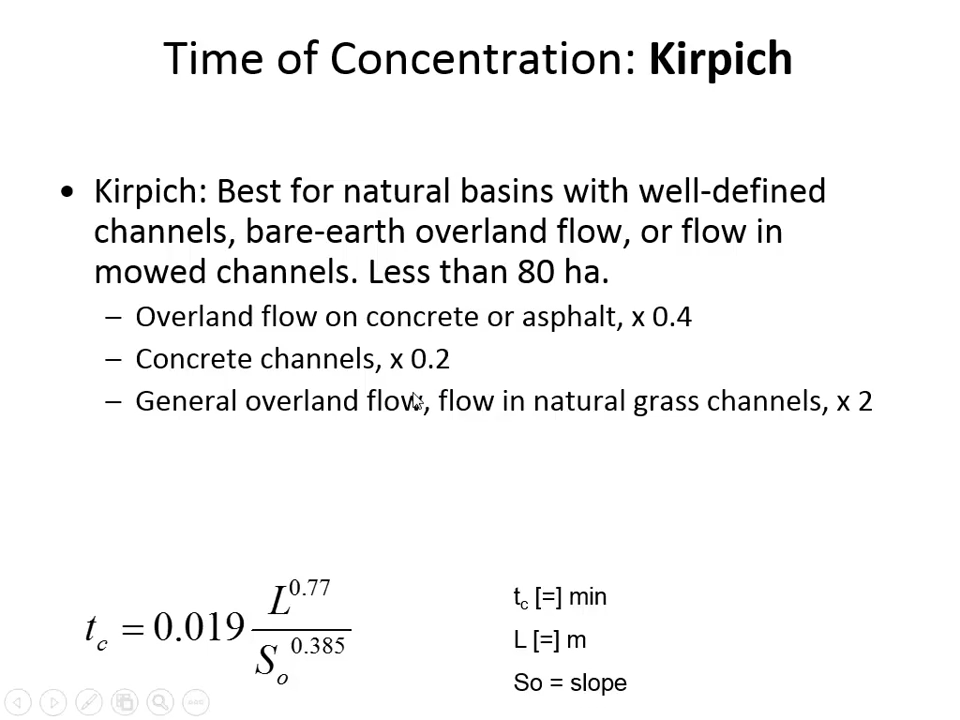 Time of Concentration: Kirpich
• Kirpich: Best for natural basins with well-defined
channels, bare-earth overland flow, or flow in
mowed channels. Less than 80 ha.
– Overland flow on concrete or asphalt, x 0.4
– Concrete channels, x 0.2
– General overland flow, flow in natural grass channels, x 2
t_c = 0.019 L^0.77 / S_o^0.385
t_c [=] min
L [=] m
So = slope